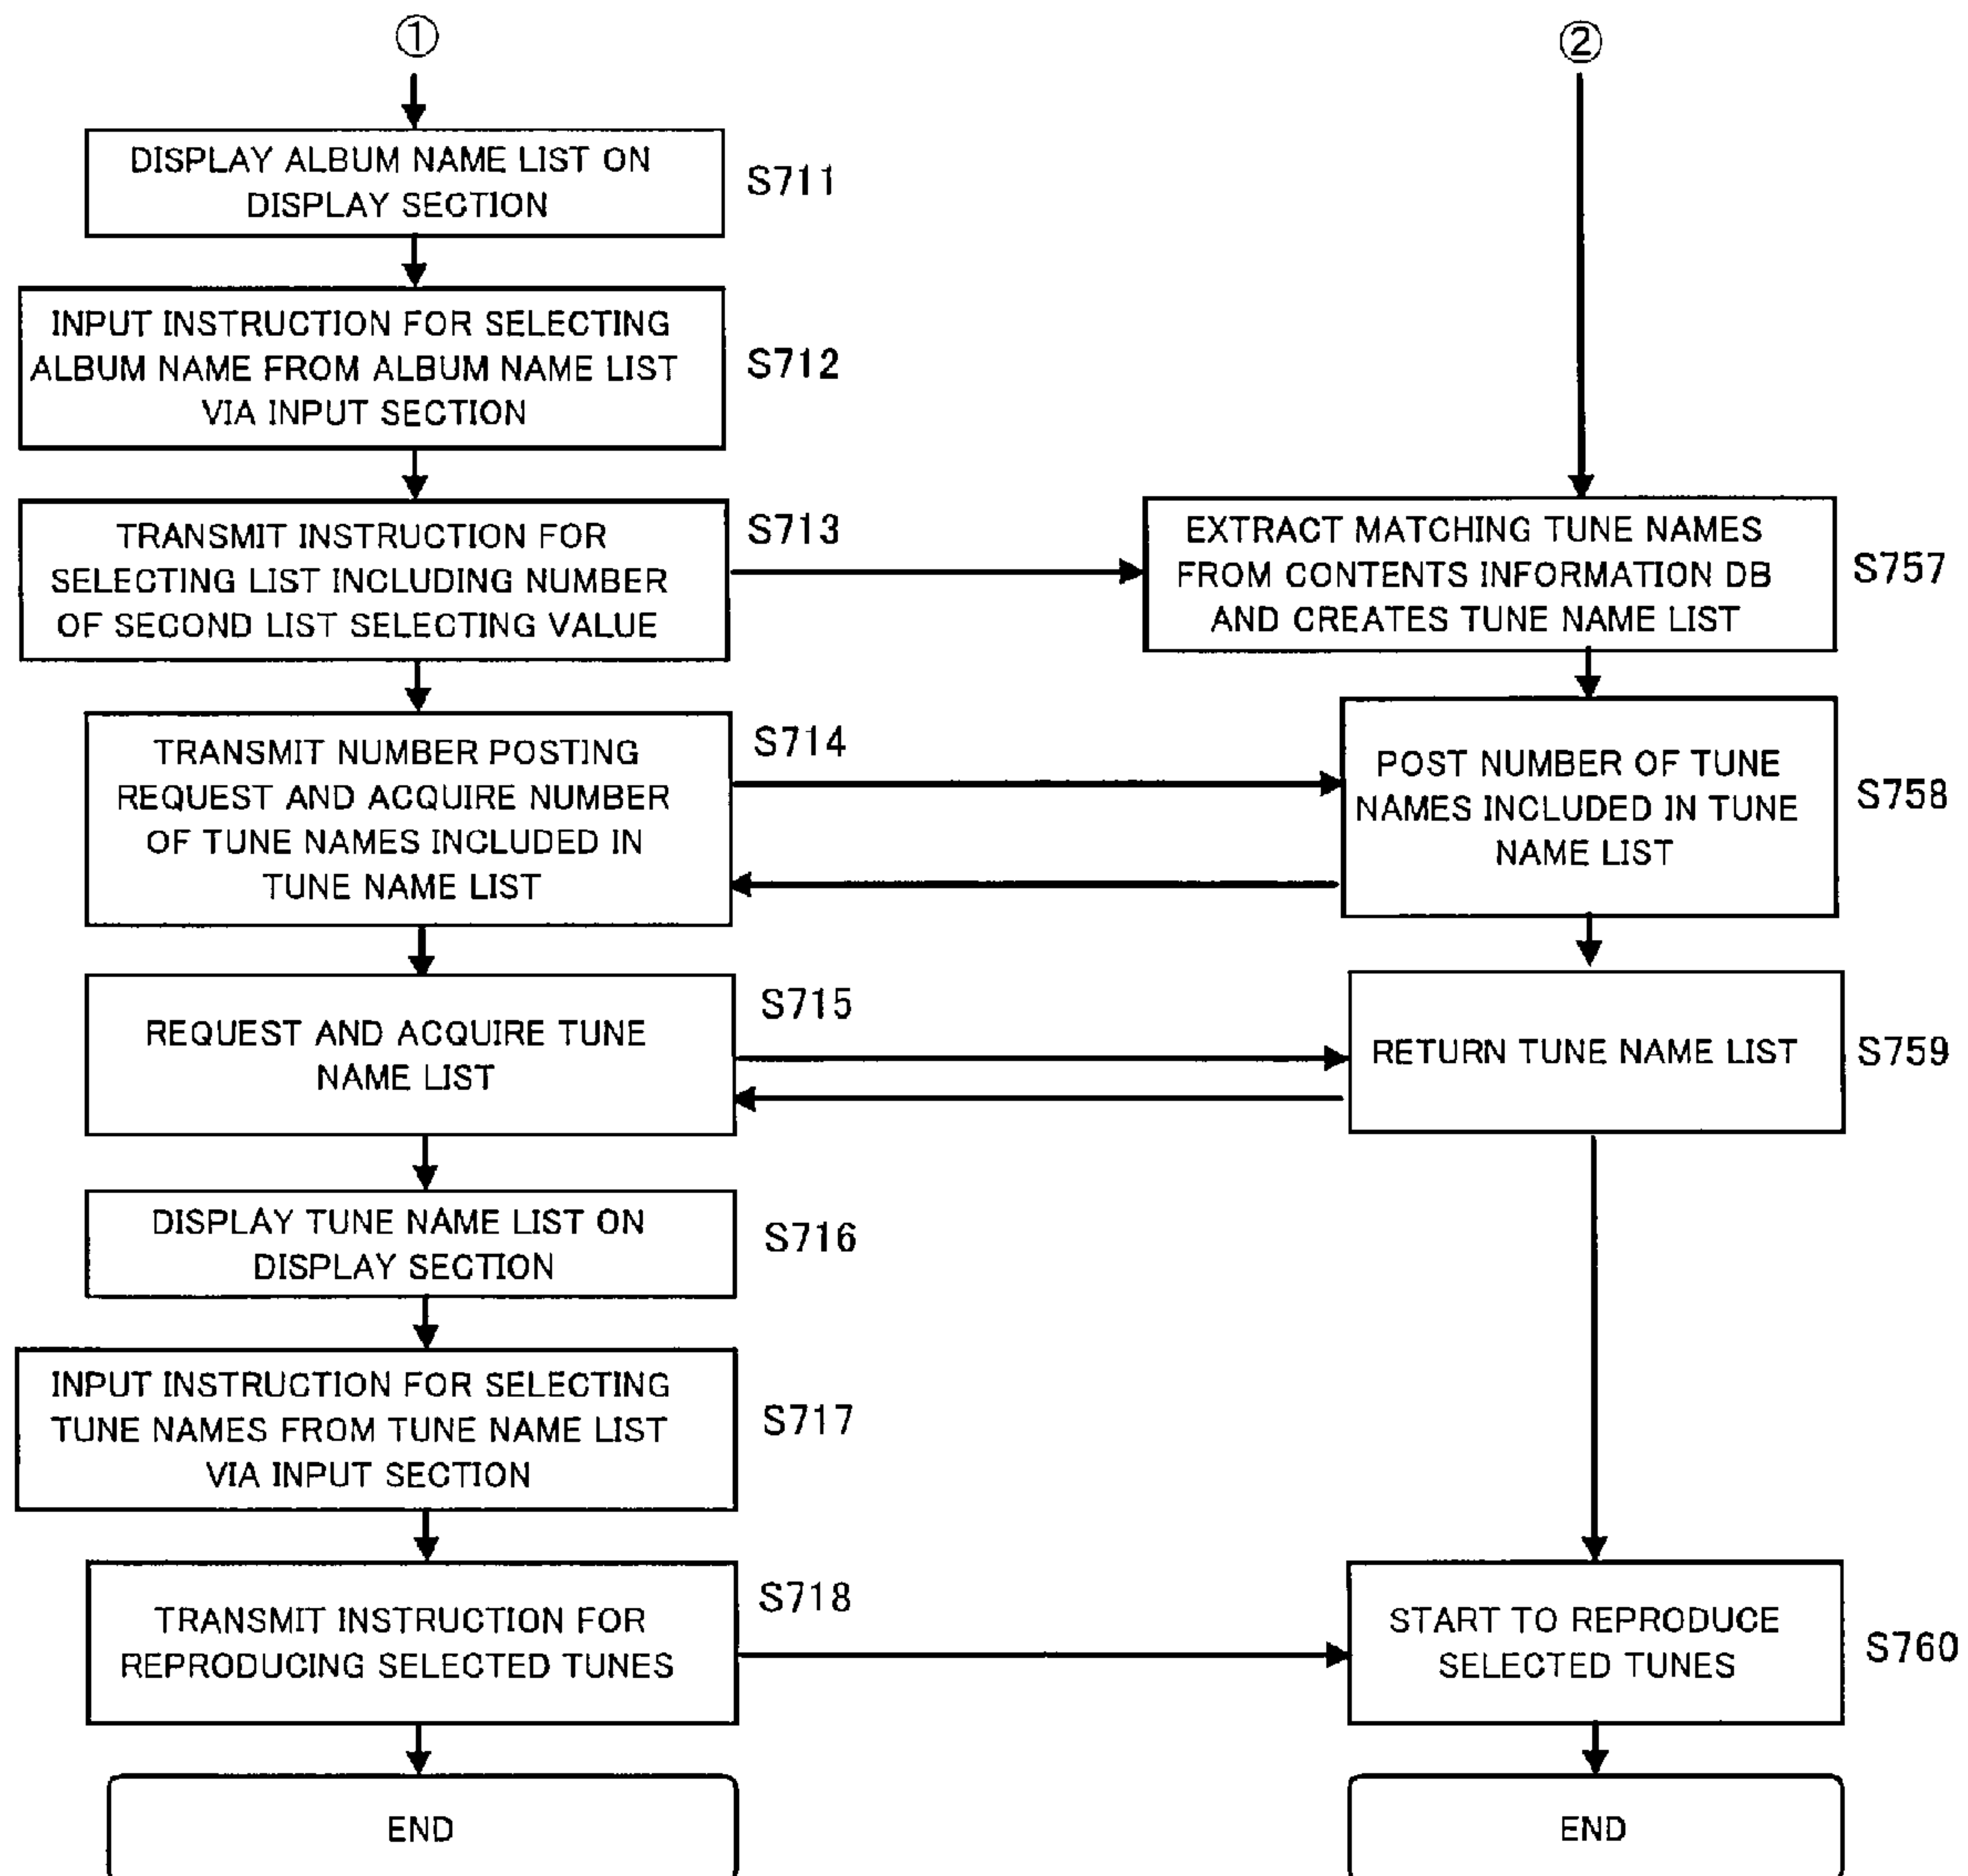 ①
②
DISPLAY ALBUM NAME LIST ON
DISPLAY SECTION
S711
INPUT INSTRUCTION FOR SELECTING
ALBUM NAME FROM ALBUM NAME LIST
VIA INPUT SECTION
S712
TRANSMIT INSTRUCTION FOR
SELECTING LIST INCLUDING NUMBER
OF SECOND LIST SELECTING VALUE
S713
EXTRACT MATCHING TUNE NAMES
FROM CONTENTS INFORMATION DB
AND CREATES TUNE NAME LIST
S757
TRANSMIT NUMBER POSTING
REQUEST AND ACQUIRE NUMBER
OF TUNE NAMES INCLUDED IN
TUNE NAME LIST
S714
POST NUMBER OF TUNE
NAMES INCLUDED IN TUNE
NAME LIST
S758
REQUEST AND ACQUIRE TUNE
NAME LIST
S715
RETURN TUNE NAME LIST
S759
DISPLAY TUNE NAME LIST ON
DISPLAY SECTION
S716
INPUT INSTRUCTION FOR SELECTING
TUNE NAMES FROM TUNE NAME LIST
VIA INPUT SECTION
S717
TRANSMIT INSTRUCTION FOR
REPRODUCING SELECTED TUNES
S718
START TO REPRODUCE
SELECTED TUNES
S760
END
END